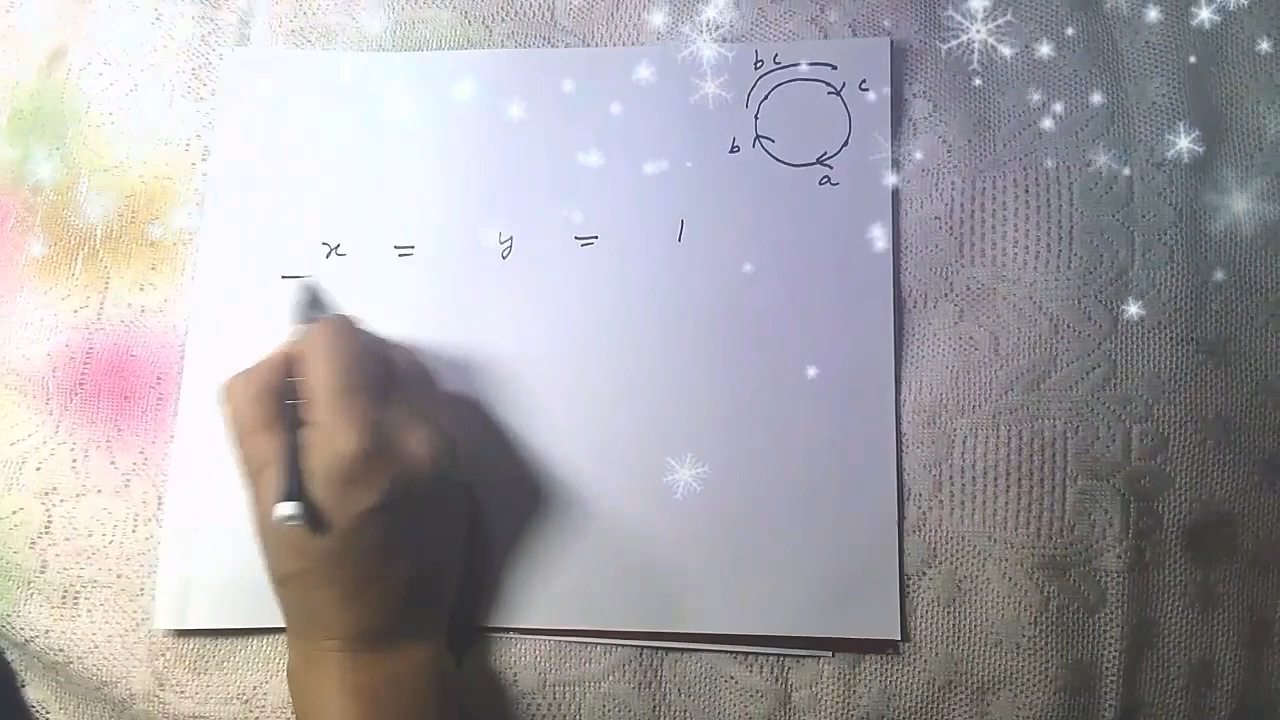 bc
c
b
a
x = y = 1